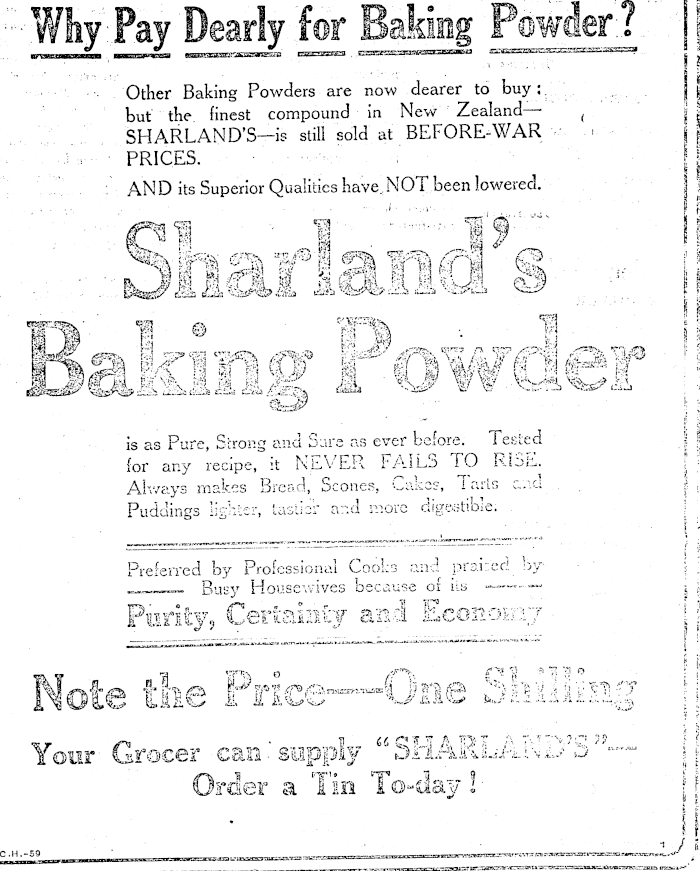 Why Pay Dearly for Baking Powder?
Other Baking Powders are now dearer to buy:
but the finest compound in New Zealand—
SHARLAND'S—is still sold at BEFORE-WAR
PRICES.
AND its Superior Qualities have NOT been lowered.
Sharland's
Baking Powder
is as Pure, Strong and Sure as ever before. Tested
for any recipe, it NEVER FAILS TO RISE.
Always makes Bread, Scones, Cakes, Tarts and
Puddings lighter, tastier and more digestible.
Preferred by Professional Cooks and praised by
Busy Housewives because of its
Purity, Certainty and Economy
Note the Price—One Shilling
Your Grocer can supply "SHARLAND'S"—
Order a Tin To-day!
C.H.-59
1